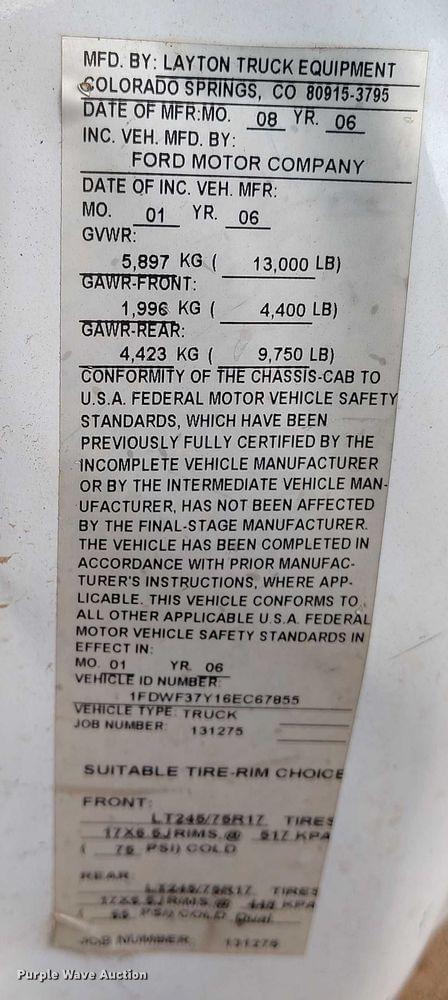 MFD. BY: LAYTON TRUCK EQUIPMENT
COLORADO SPRINGS, CO 80915-3795
DATE OF MFR:MO. 08 YR. 06
INC. VEH. MFD. BY:
FORD MOTOR COMPANY
DATE OF INC. VEH. MFR:
MO. 01 YR. 06
GVWR:
5,897 KG ( 13,000 LB)
GAWR-FRONT:
1,996 KG ( 4,400 LB)
GAWR-REAR:
4,423 KG ( 9,750 LB)
CONFORMITY OF THE CHASSIS-CAB TO
U.S.A. FEDERAL MOTOR VEHICLE SAFETY
STANDARDS, WHICH HAVE BEEN
PREVIOUSLY FULLY CERTIFIED BY THE
INCOMPLETE VEHICLE MANUFACTURER
OR BY THE INTERMEDIATE VEHICLE MAN-
UFACTURER, HAS NOT BEEN AFFECTED
BY THE FINAL-STAGE MANUFACTURER.
THE VEHICLE HAS BEEN COMPLETED IN
ACCORDANCE WITH PRIOR MANUFAC-
TURER'S INSTRUCTIONS, WHERE APP-
LICABLE. THIS VEHICLE CONFORMS TO
ALL OTHER APPLICABLE U.S.A. FEDERAL
MOTOR VEHICLE SAFETY STANDARDS IN
EFFECT IN:
MO. 01 YR. 06
VEHICLE ID NUMBER:
1FDWF37Y16EC67855
VEHICLE TYPE: TRUCK
JOB NUMBER: 131275
SUITABLE TIRE-RIM CHOICE
FRONT:
TIRES
RIMS @ 517 KPA
( 75 PSI) COLD
REAR
TIRES
RIMS @ KPA
PSI) COLD Dual
JOB NUMBER 131275
Purple Wave Auction